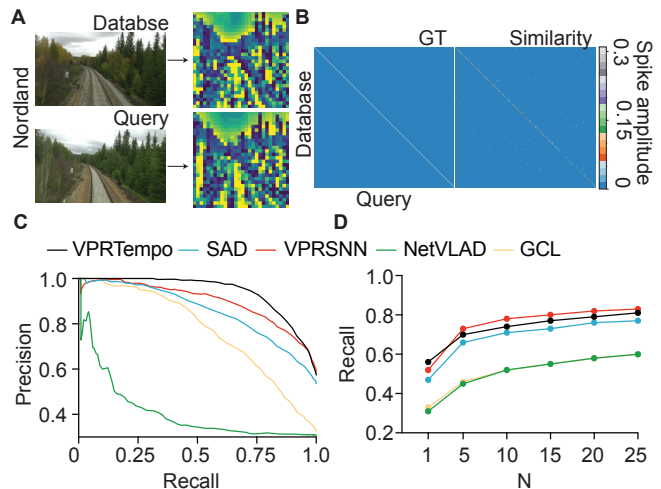 A
Databse
Nordland
Query
B
GT
Similarity
Database
Query
0.3
0.15
0
Spike amplitude
C
D
VPRTempo
SAD
VPRSNN
NetVLAD
GCL
1.0
0.8
0.6
0.4
Precision
0
0.25
0.5
0.75
1.0
Recall
1.0
0.8
0.6
0.4
0.2
Recall
1
5
10
15
20
25
N